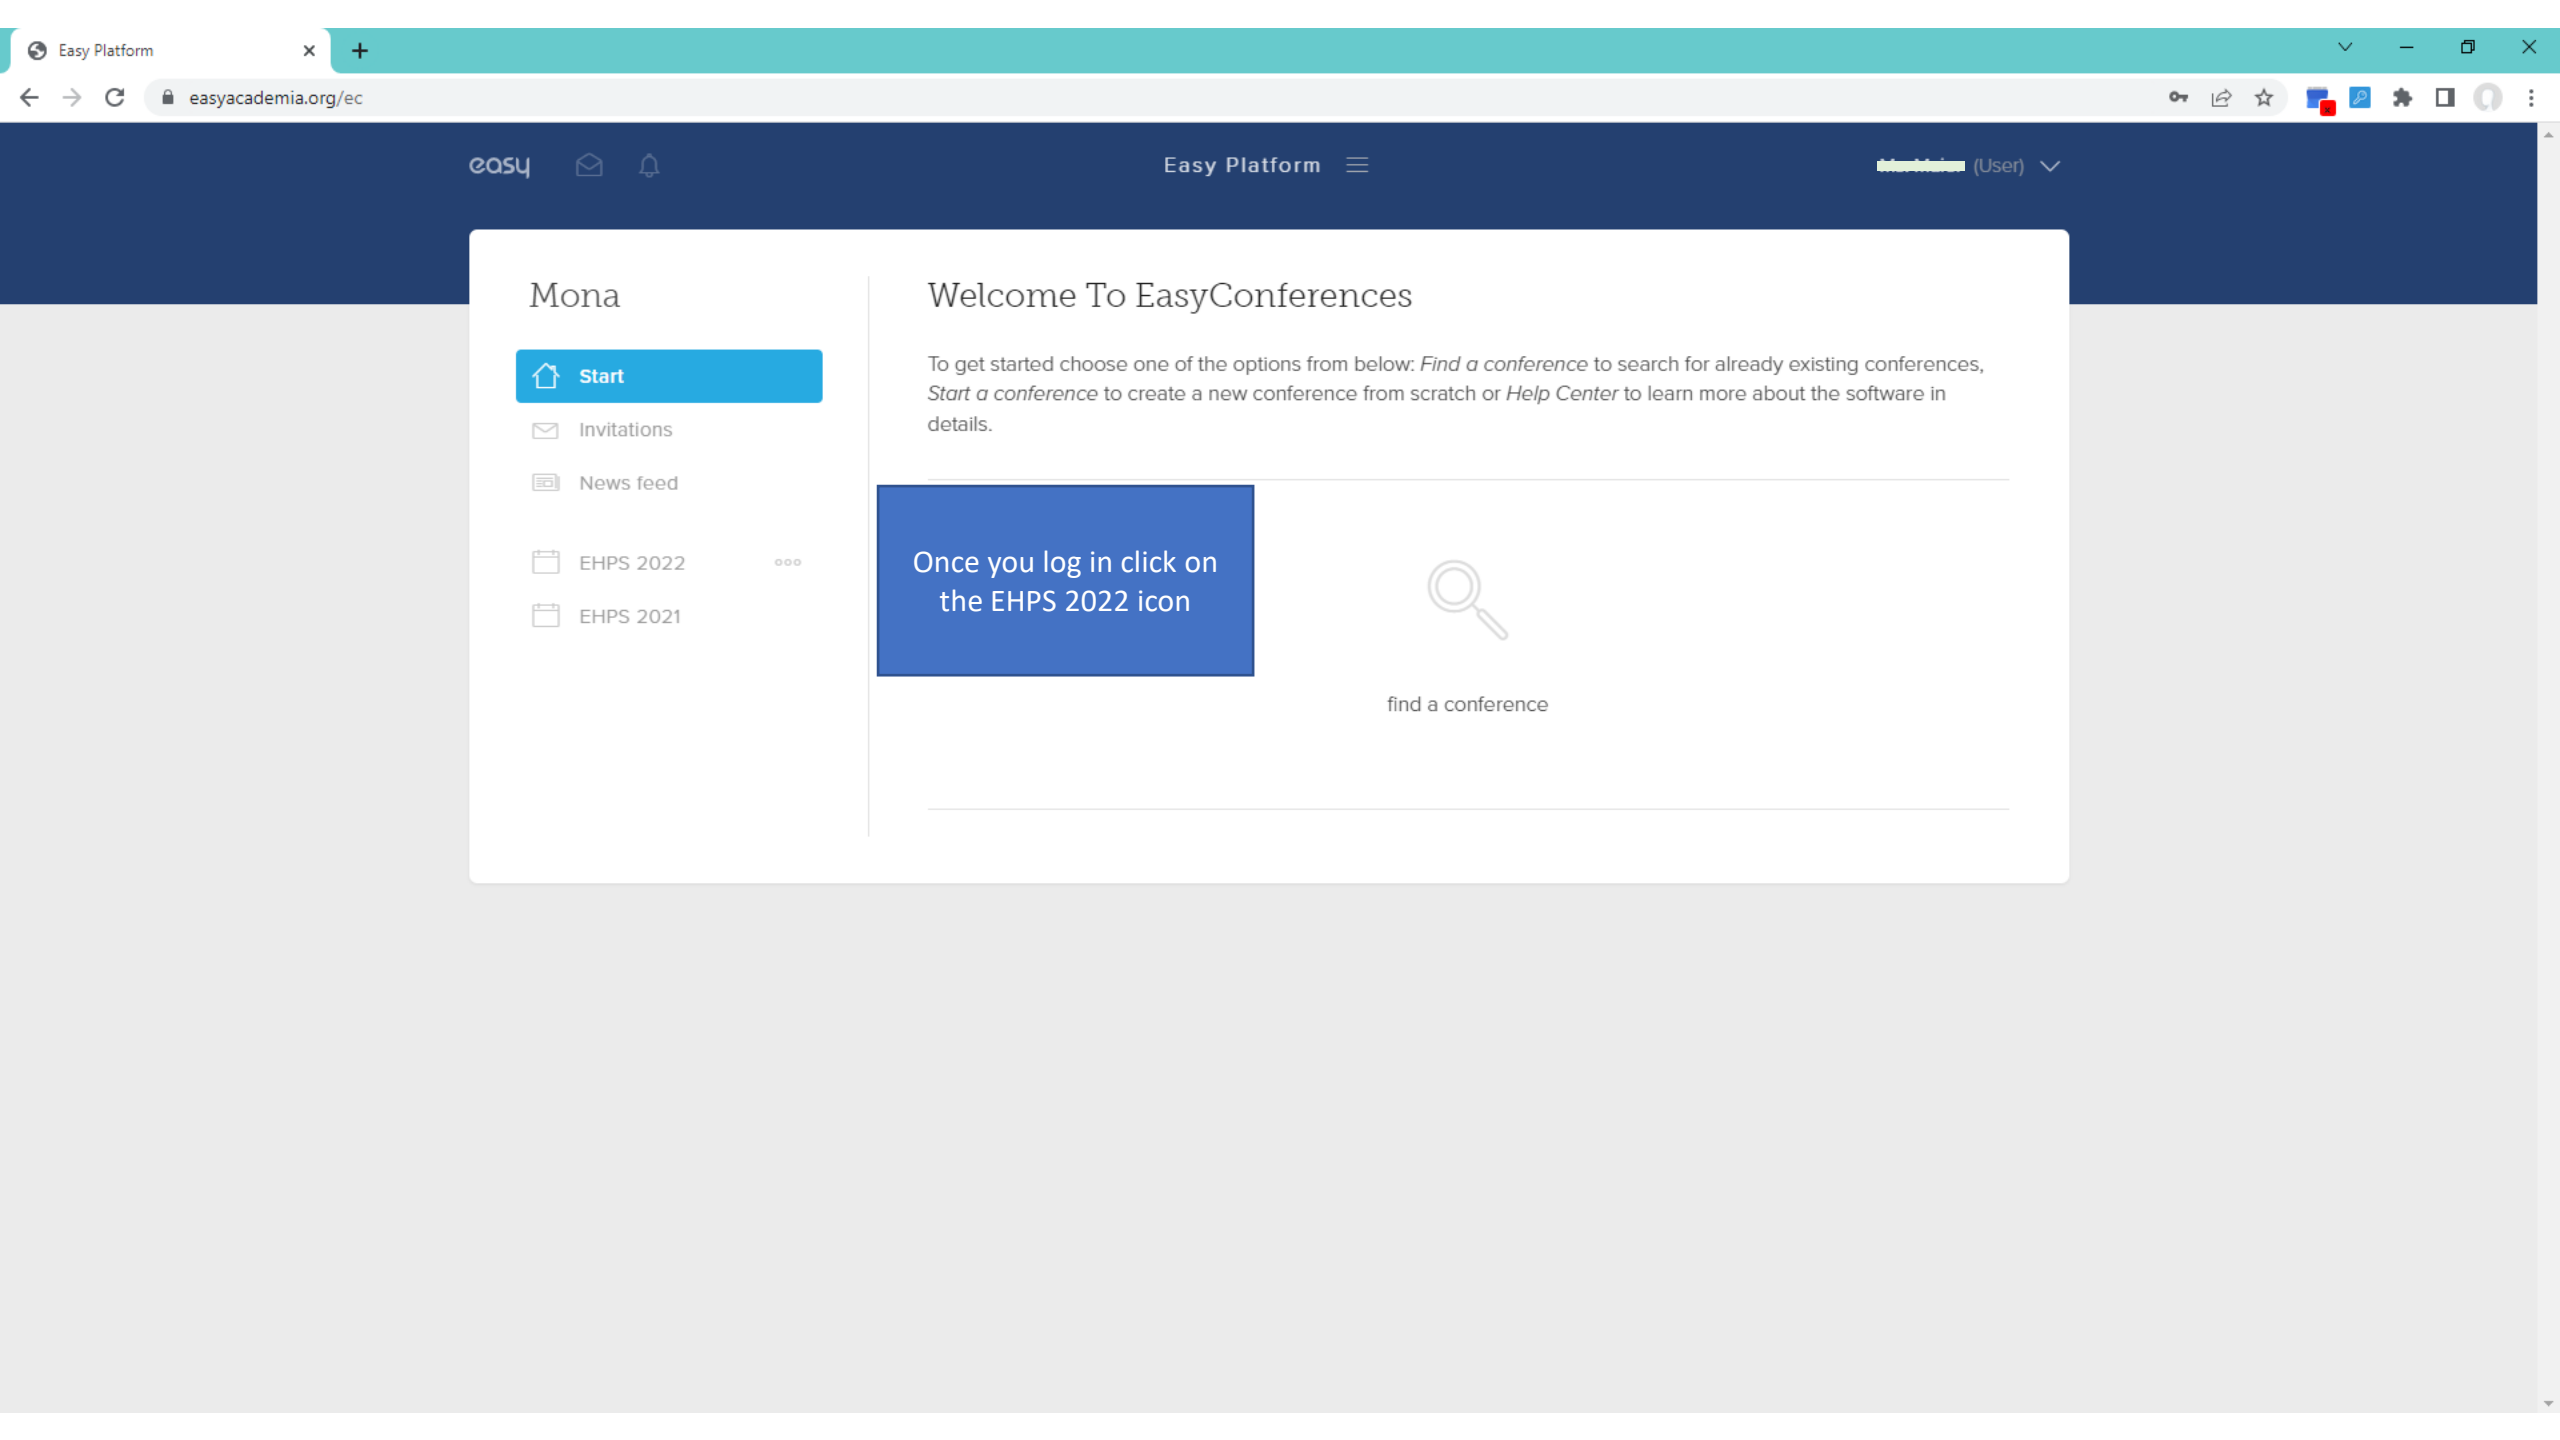 Easy Platform
easyacademia.org/ec
easy
Easy Platform
(User)
Mona
Start
Invitations
News feed
EHPS 2022
EHPS 2021
Welcome To EasyConferences
To get started choose one of the options from below: Find a conference to search for already existing conferences,
Start a conference to create a new conference from scratch or Help Center to learn more about the software in
details.
Once you log in click on
the EHPS 2022 icon
find a conference